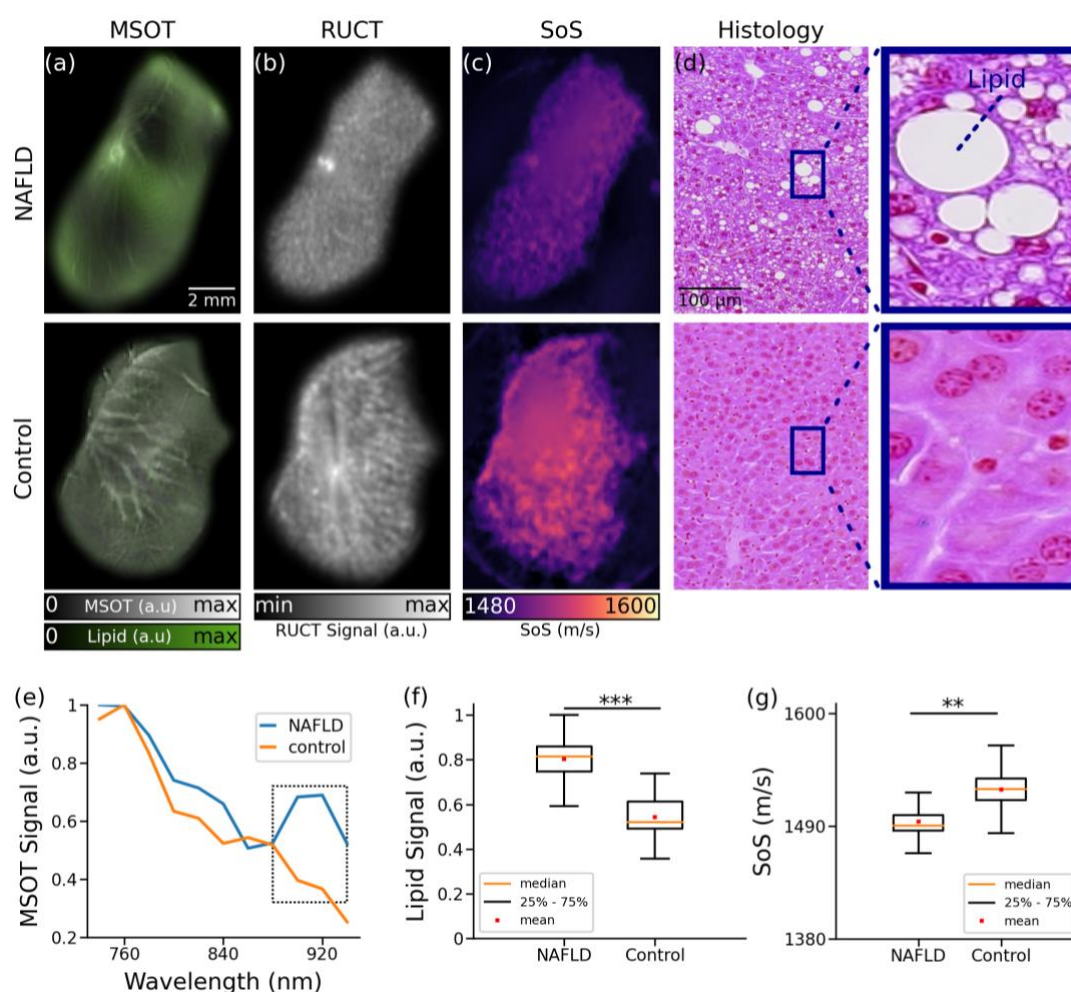 MSOT RUCT SoS Histology
(a) (b) (c) (d)
Lipid
NAFLD
2 mm
100 µm
Control
0 MSOT (a.u) max
min max
1480 1600
0 Lipid (a.u) max
RUCT Signal (a.u.)
SoS (m/s)
(e)
MSOT Signal (a.u.)
1
0.8
0.6
0.4
0.2
NAFLD
control
760 840 920
Wavelength (nm)
(f)
Lipid Signal (a.u.)
1
0.8
0.6
0.4
0.2
0
***
median
25% - 75%
mean
NAFLD Control
(g)
SoS (m/s)
1600
1490
1380
**
median
25% - 75%
mean
NAFLD Control